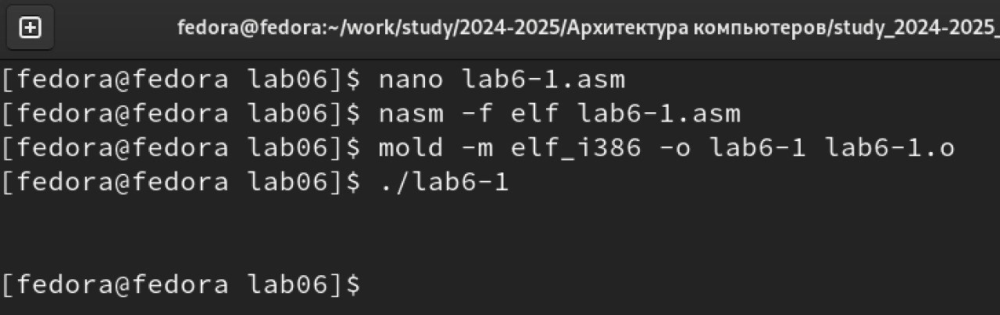 fedora@fedora:~/work/study/2024-2025/Архитектура компьютеров/study_2024-2025_
[fedora@fedora lab06]$ nano lab6-1.asm
[fedora@fedora lab06]$ nasm -f elf lab6-1.asm
[fedora@fedora lab06]$ mold -m elf_i386 -o lab6-1 lab6-1.o
[fedora@fedora lab06]$ ./lab6-1
[fedora@fedora lab06]$